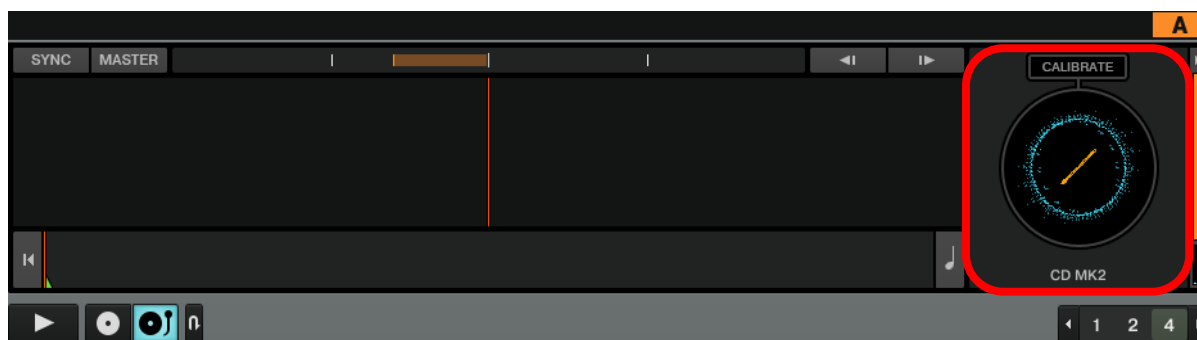 A
SYNC MASTER
CALIBRATE
CD MK2
1 2 4